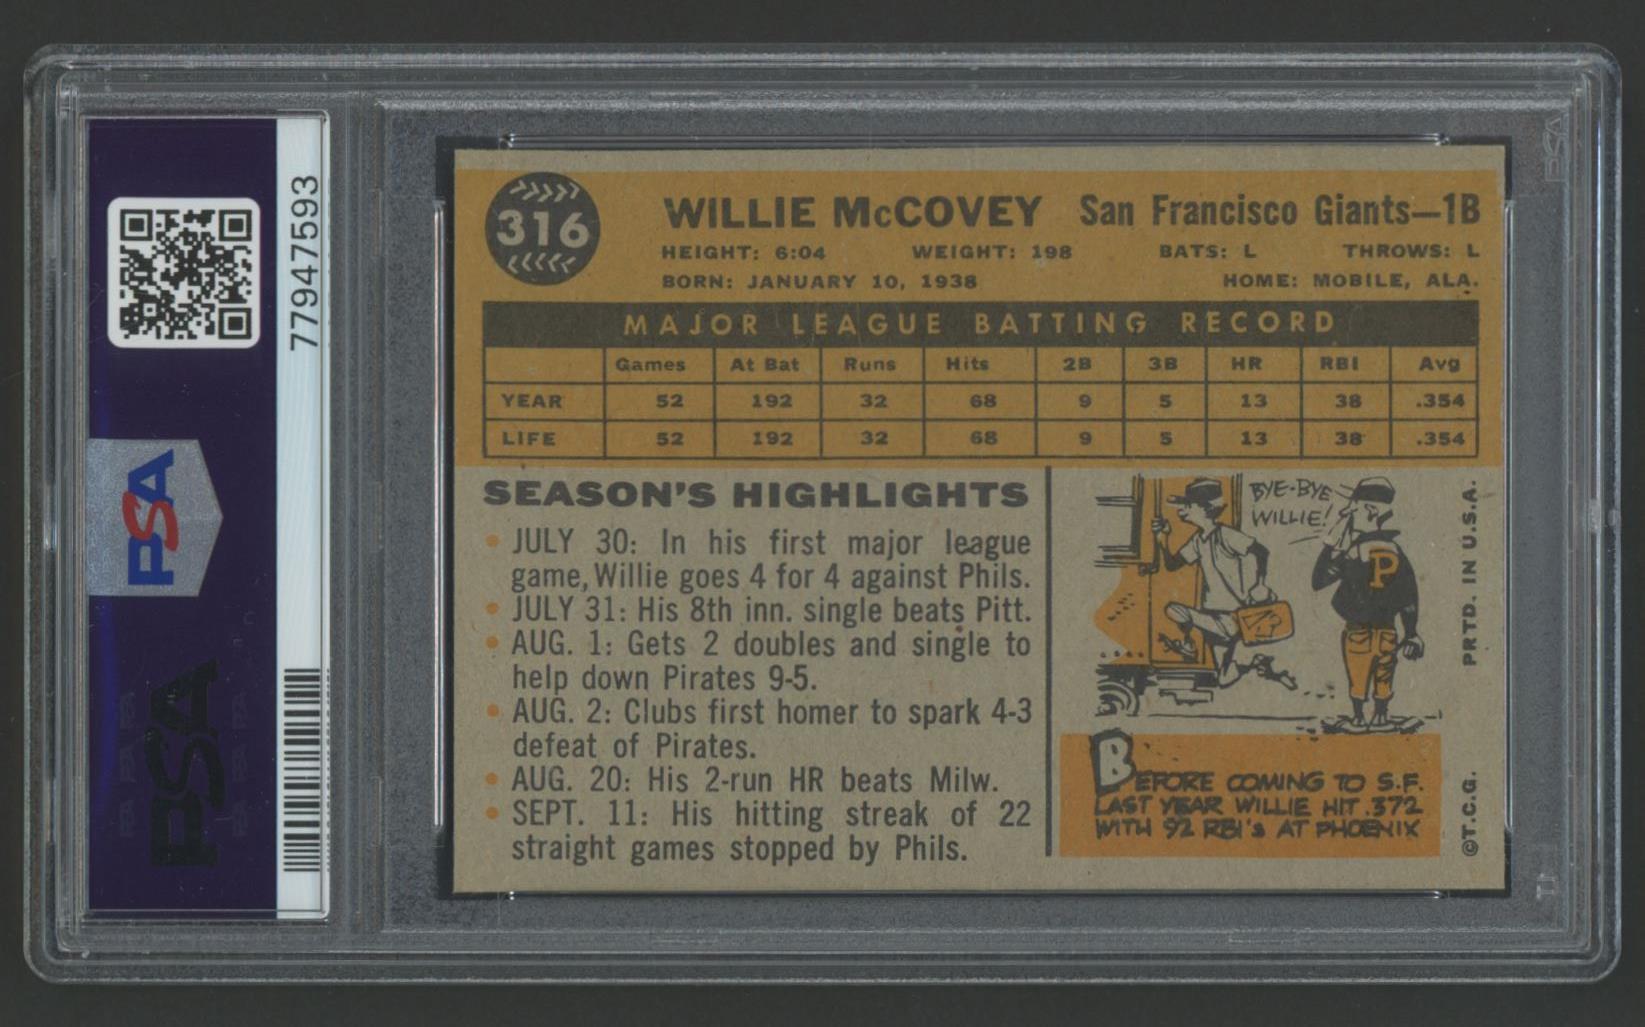 77947593
PSA
PSA
316
WILLIE McCOVEY San Francisco Giants—1B
HEIGHT: 6:04 WEIGHT: 198 BATS: L THROWS: L
BORN: JANUARY 10, 1938 HOME: MOBILE, ALA.
MAJOR LEAGUE BATTING RECORD
Games At Bat Runs Hits 2B 3B HR RBI Avg
YEAR 52 192 32 68 9 5 13 38 .354
LIFE 52 192 32 68 9 5 13 38 .354
SEASON'S HIGHLIGHTS
• JULY 30: In his first major league
game, Willie goes 4 for 4 against Phils.
• JULY 31: His 8th inn. single beats Pitt.
• AUG. 1: Gets 2 doubles and single to
help down Pirates 9-5.
• AUG. 2: Clubs first homer to spark 4-3
defeat of Pirates.
• AUG. 20: His 2-run HR beats Milw.
• SEPT. 11: His hitting streak of 22
straight games stopped by Phils.
BYE-BYE
WILLIE!
P
BEFORE COMING TO S.F.
LAST YEAR WILLIE HIT .372
WITH 92 RBI's AT PHOENIX
©T.C.G. PRTD. IN U.S.A.
PSA